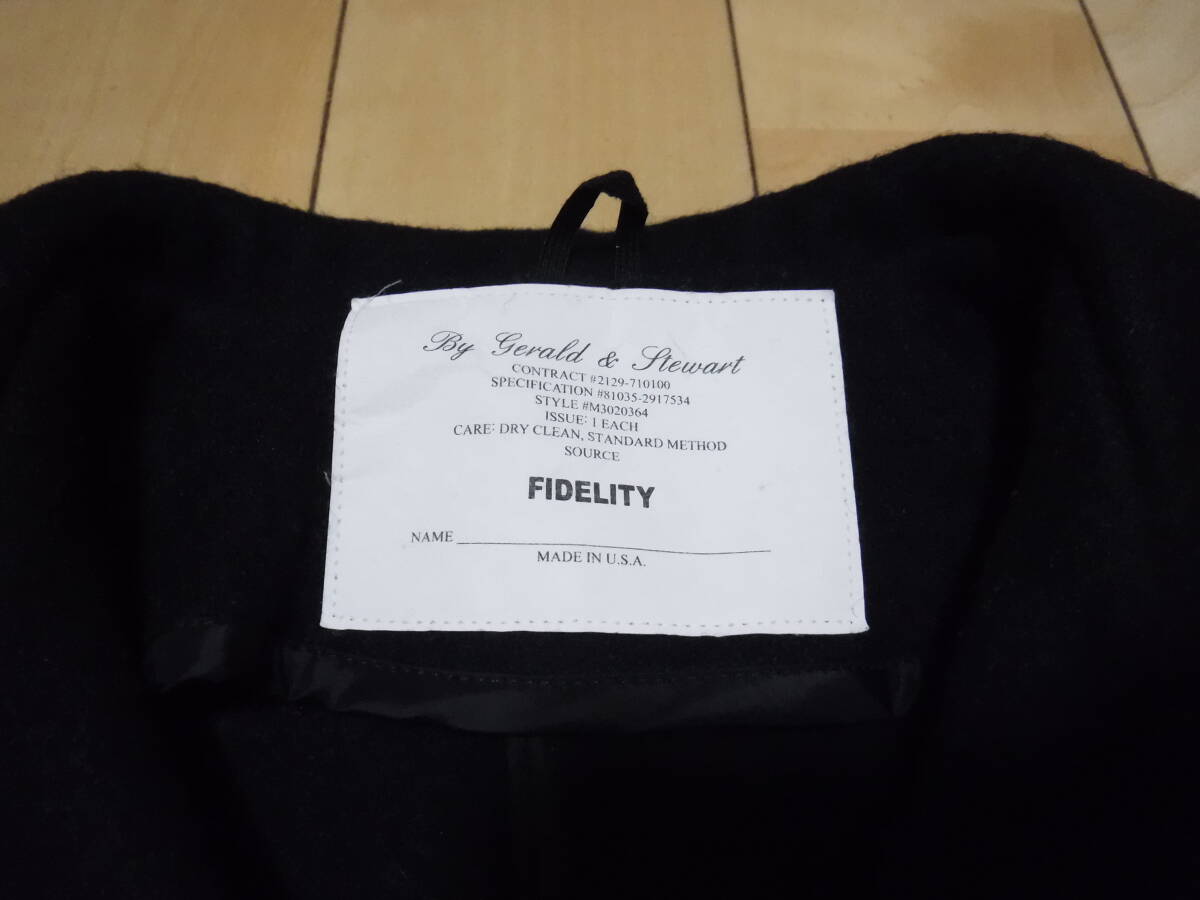 By Gerald & Stewart
CONTRACT #2129-710100
SPECIFICATION #81035-2917534
STYLE #M3020364
ISSUE: 1 EACH
CARE: DRY CLEAN, STANDARD METHOD
SOURCE
FIDELITY
NAME
MADE IN U.S.A.